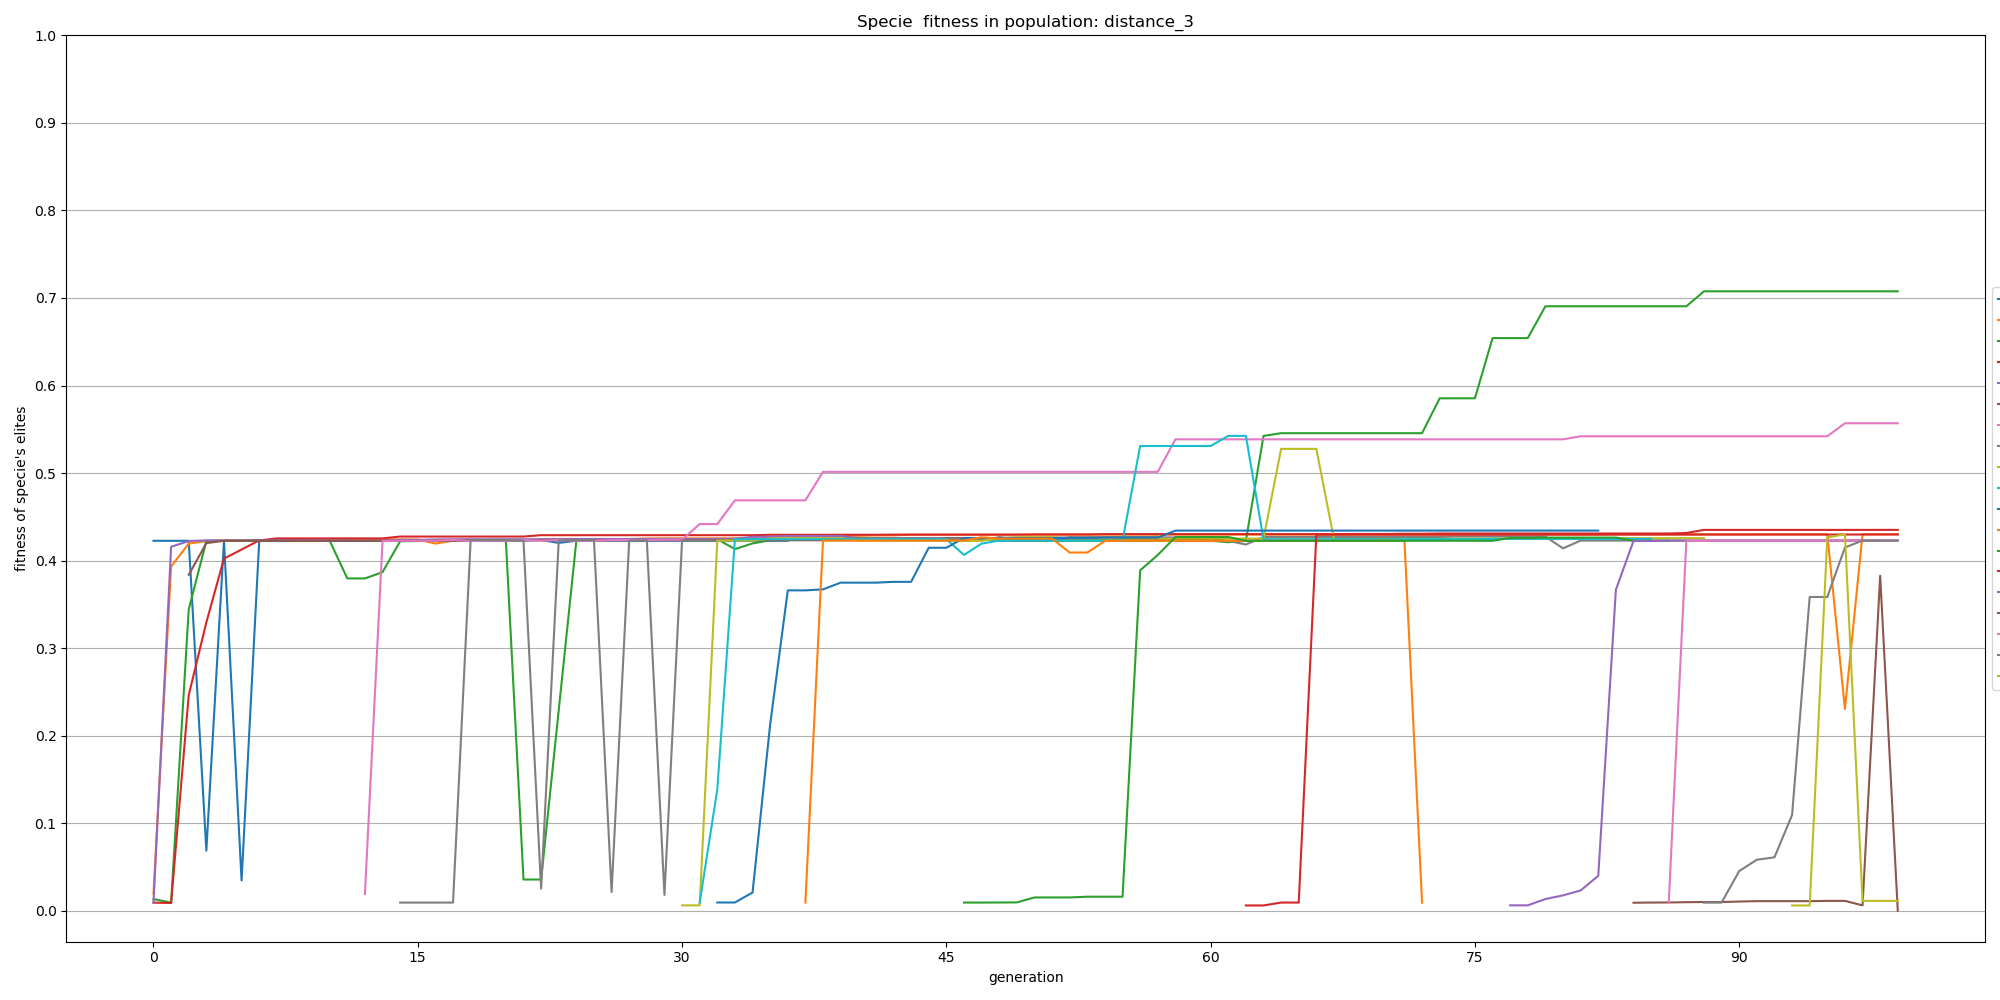 Specie  fitness in population: distance_3
1.0
0.9
0.8
0.7
0.6
0.5
0.4
0.3
0.2
0.1
0.0
fitness of specie's elites
0 15 30 45 60 75 90
generation